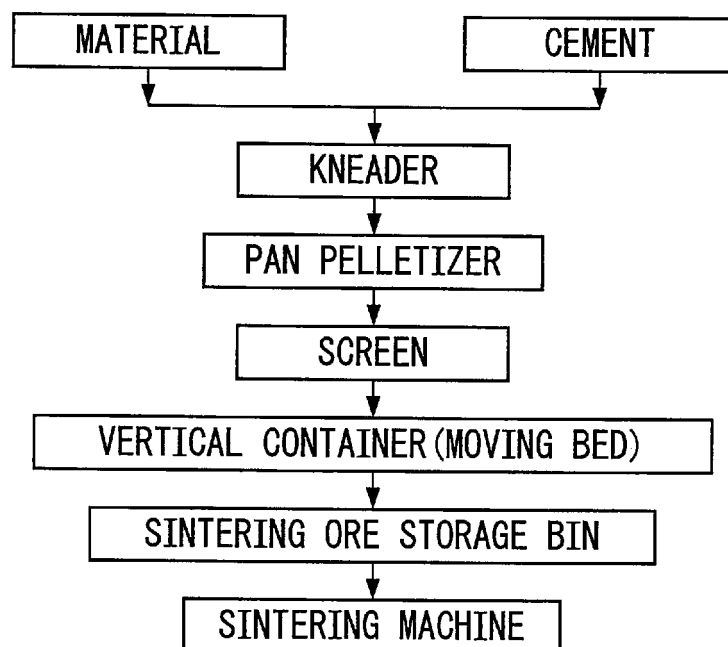 MATERIAL
CEMENT
KNEADER
PAN PELLETIZER
SCREEN
VERTICAL CONTAINER(MOVING BED)
SINTERING ORE STORAGE BIN
SINTERING MACHINE